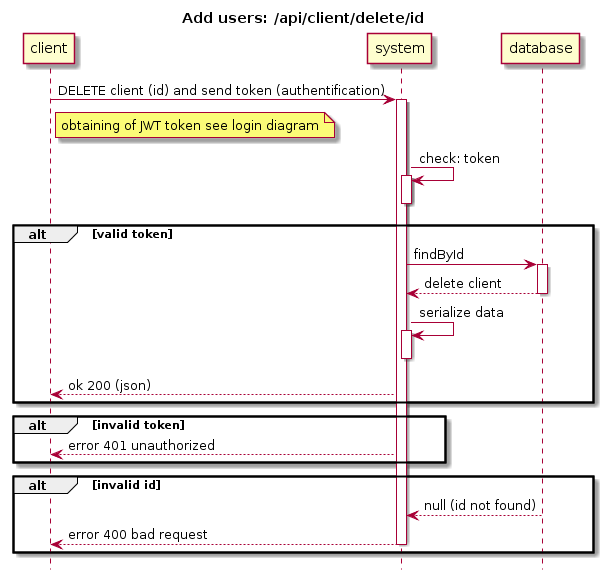 Add users: /api/client/delete/id
client
system
database
DELETE client (id) and send token (authentification)
obtaining of JWT token see login diagram
check: token
alt [valid token]
findById
delete client
serialize data
ok 200 (json)
alt [invalid token]
error 401 unauthorized
alt [invalid id]
null (id not found)
error 400 bad request